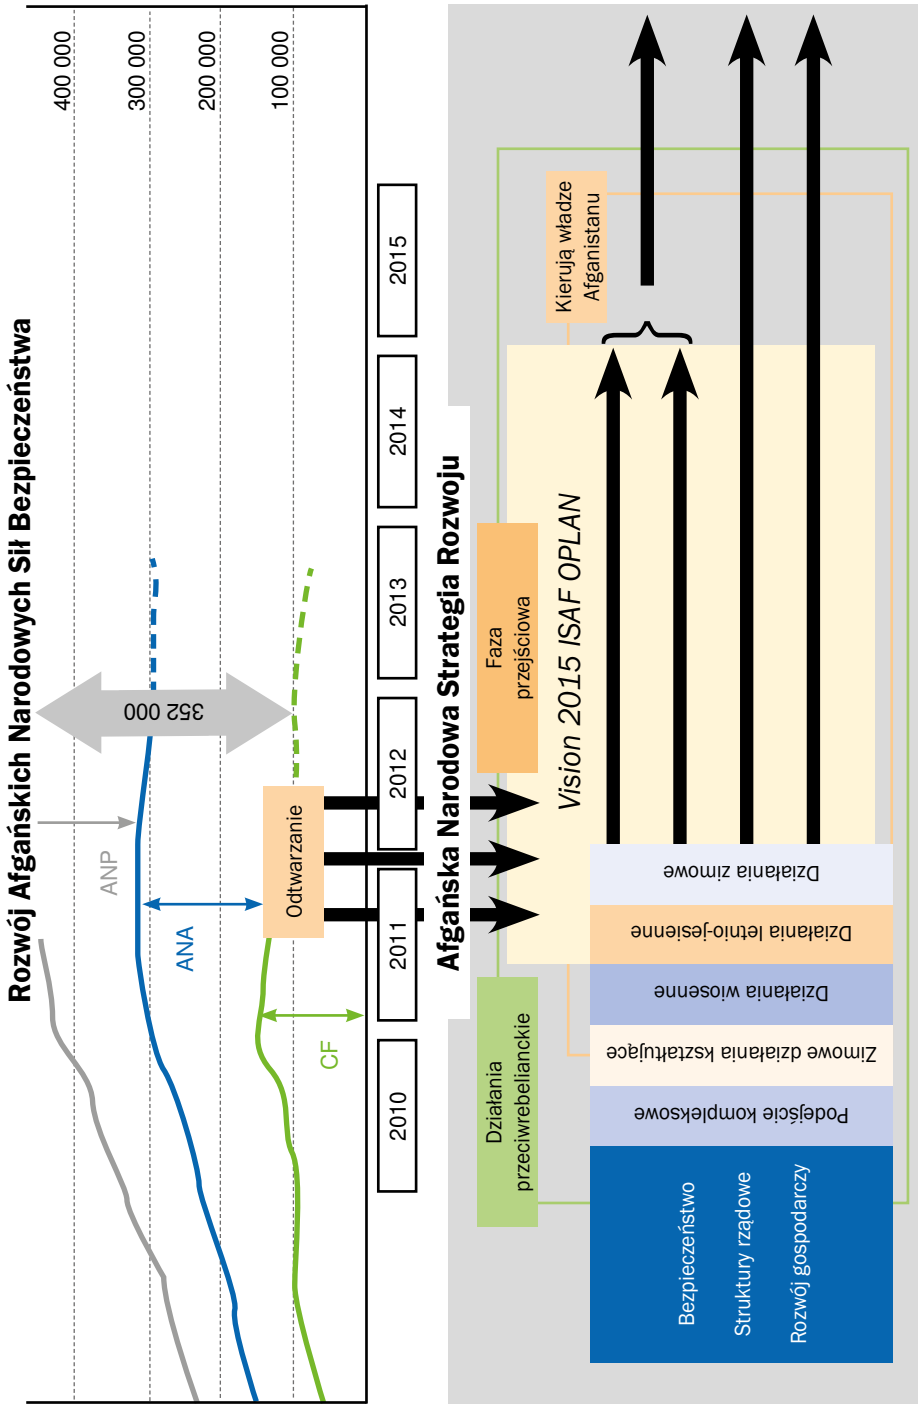 Rozwój Afgańskich Narodowych Sił Bezpieczeństwa
400 000
300 000
200 000
100 000
352 000
ANP
ANA
CF
Odtwarzanie
2010
2011
2012
2013
2014
2015
Afgańska Narodowa Strategia Rozwoju
Działania
przeciwrebelianckie
Faza
przejściowa
Kierują władze
Afganistanu
Vision 2015 ISAF OPLAN
Bezpieczeństwo
Struktury rządowe
Rozwój gospodarczy
Podejście kompleksowe
Zimowe działania kształtujące
Działania wiosenne
Działania letnio-jesienne
Działania zimowe